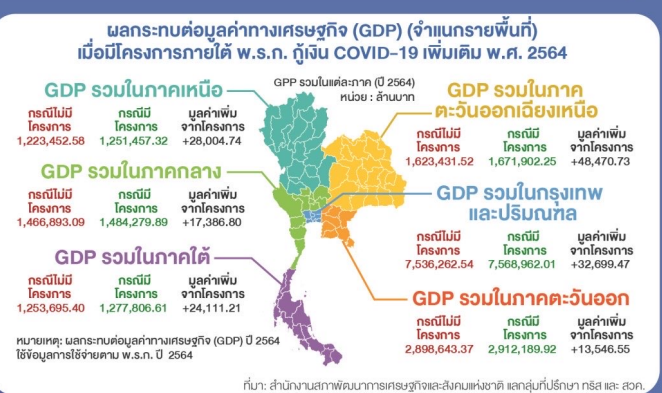 ผลกระทบต่อมูลค่าทางเศรษฐกิจ (GDP) (จำแนกรายพื้นที่)
เมื่อมีโครงการภายใต้ พ.ร.ก. กู้เงิน COVID-19 เพิ่มเติม พ.ศ. 2564
GPP รวมในแต่ละภาค (ปี 2564)
หน่วย : ล้านบาท
GDP รวมในภาคเหนือ
กรณีไม่มี กรณีมี มูลค่าเพิ่ม
โครงการ โครงการ จากโครงการ
1,223,452.58 1,251,457.32 +28,004.74
GDP รวมในภาคกลาง
กรณีไม่มี กรณีมี มูลค่าเพิ่ม
โครงการ โครงการ จากโครงการ
1,466,893.09 1,484,279.89 +17,386.80
GDP รวมในภาคใต้
กรณีไม่มี กรณีมี มูลค่าเพิ่ม
โครงการ โครงการ จากโครงการ
1,253,695.40 1,277,806.61 +24,111.21
GDP รวมในภาค
ตะวันออกเฉียงเหนือ
กรณีไม่มี กรณีมี มูลค่าเพิ่ม
โครงการ โครงการ จากโครงการ
1,623,431.52 1,671,902.25 +48,470.73
GDP รวมในกรุงเทพ
และปริมณฑล
กรณีไม่มี กรณีมี มูลค่าเพิ่ม
โครงการ โครงการ จากโครงการ
7,536,262.54 7,568,962.01 +32,699.47
GDP รวมในภาคตะวันออก
กรณีไม่มี กรณีมี มูลค่าเพิ่ม
โครงการ โครงการ จากโครงการ
2,898,643.37 2,912,189.92 +13,546.55
หมายเหตุ: ผลกระทบต่อมูลค่าทางเศรษฐกิจ (GDP) ปี 2564
ใช้ข้อมูลการใช้จ่ายตาม พ.ร.ก. ปี 2564
ที่มา: สำนักงานสภาพัฒนาการเศรษฐกิจและสังคมแห่งชาติ แลกลุ่มที่ปรึกษา ทริส และ สวค.